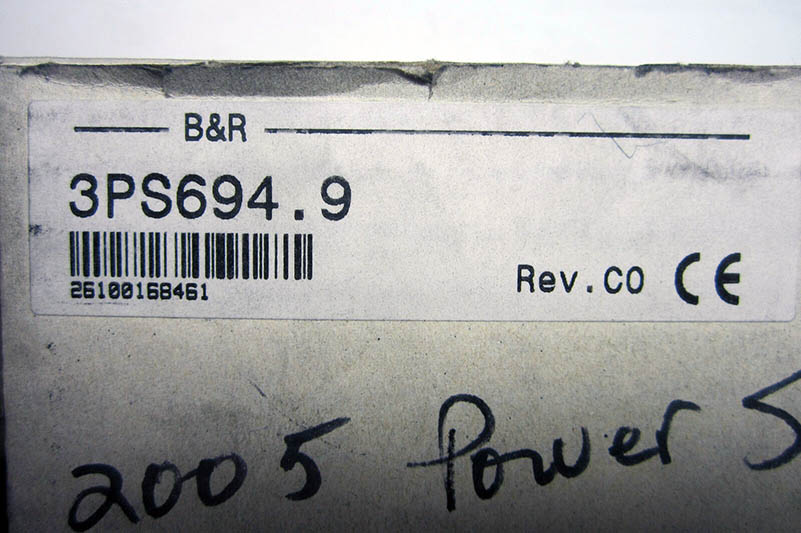 B&R
3PS694.9
26100168461
Rev.C0 CE
2005 Power S